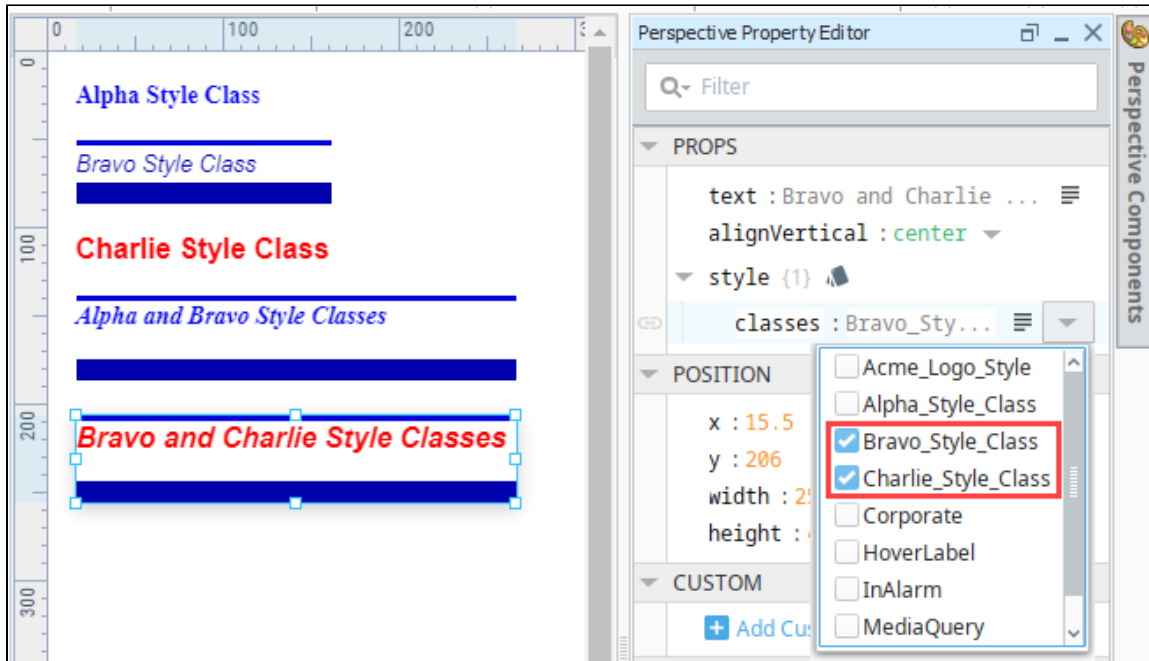 0 100 200
0
100
200
300
Alpha Style Class
Bravo Style Class
Charlie Style Class
Alpha and Bravo Style Classes
Bravo and Charlie Style Classes
Perspective Property Editor
Filter
PROPS
text : Bravo and Charlie ...
alignVertical : center
style {1}
classes : Bravo_Sty...
POSITION
x : 15.5
y : 206
width :
height :
CUSTOM
Add Cu
Acme_Logo_Style
Alpha_Style_Class
Bravo_Style_Class
Charlie_Style_Class
Corporate
HoverLabel
InAlarm
MediaQuery
Perspective Components